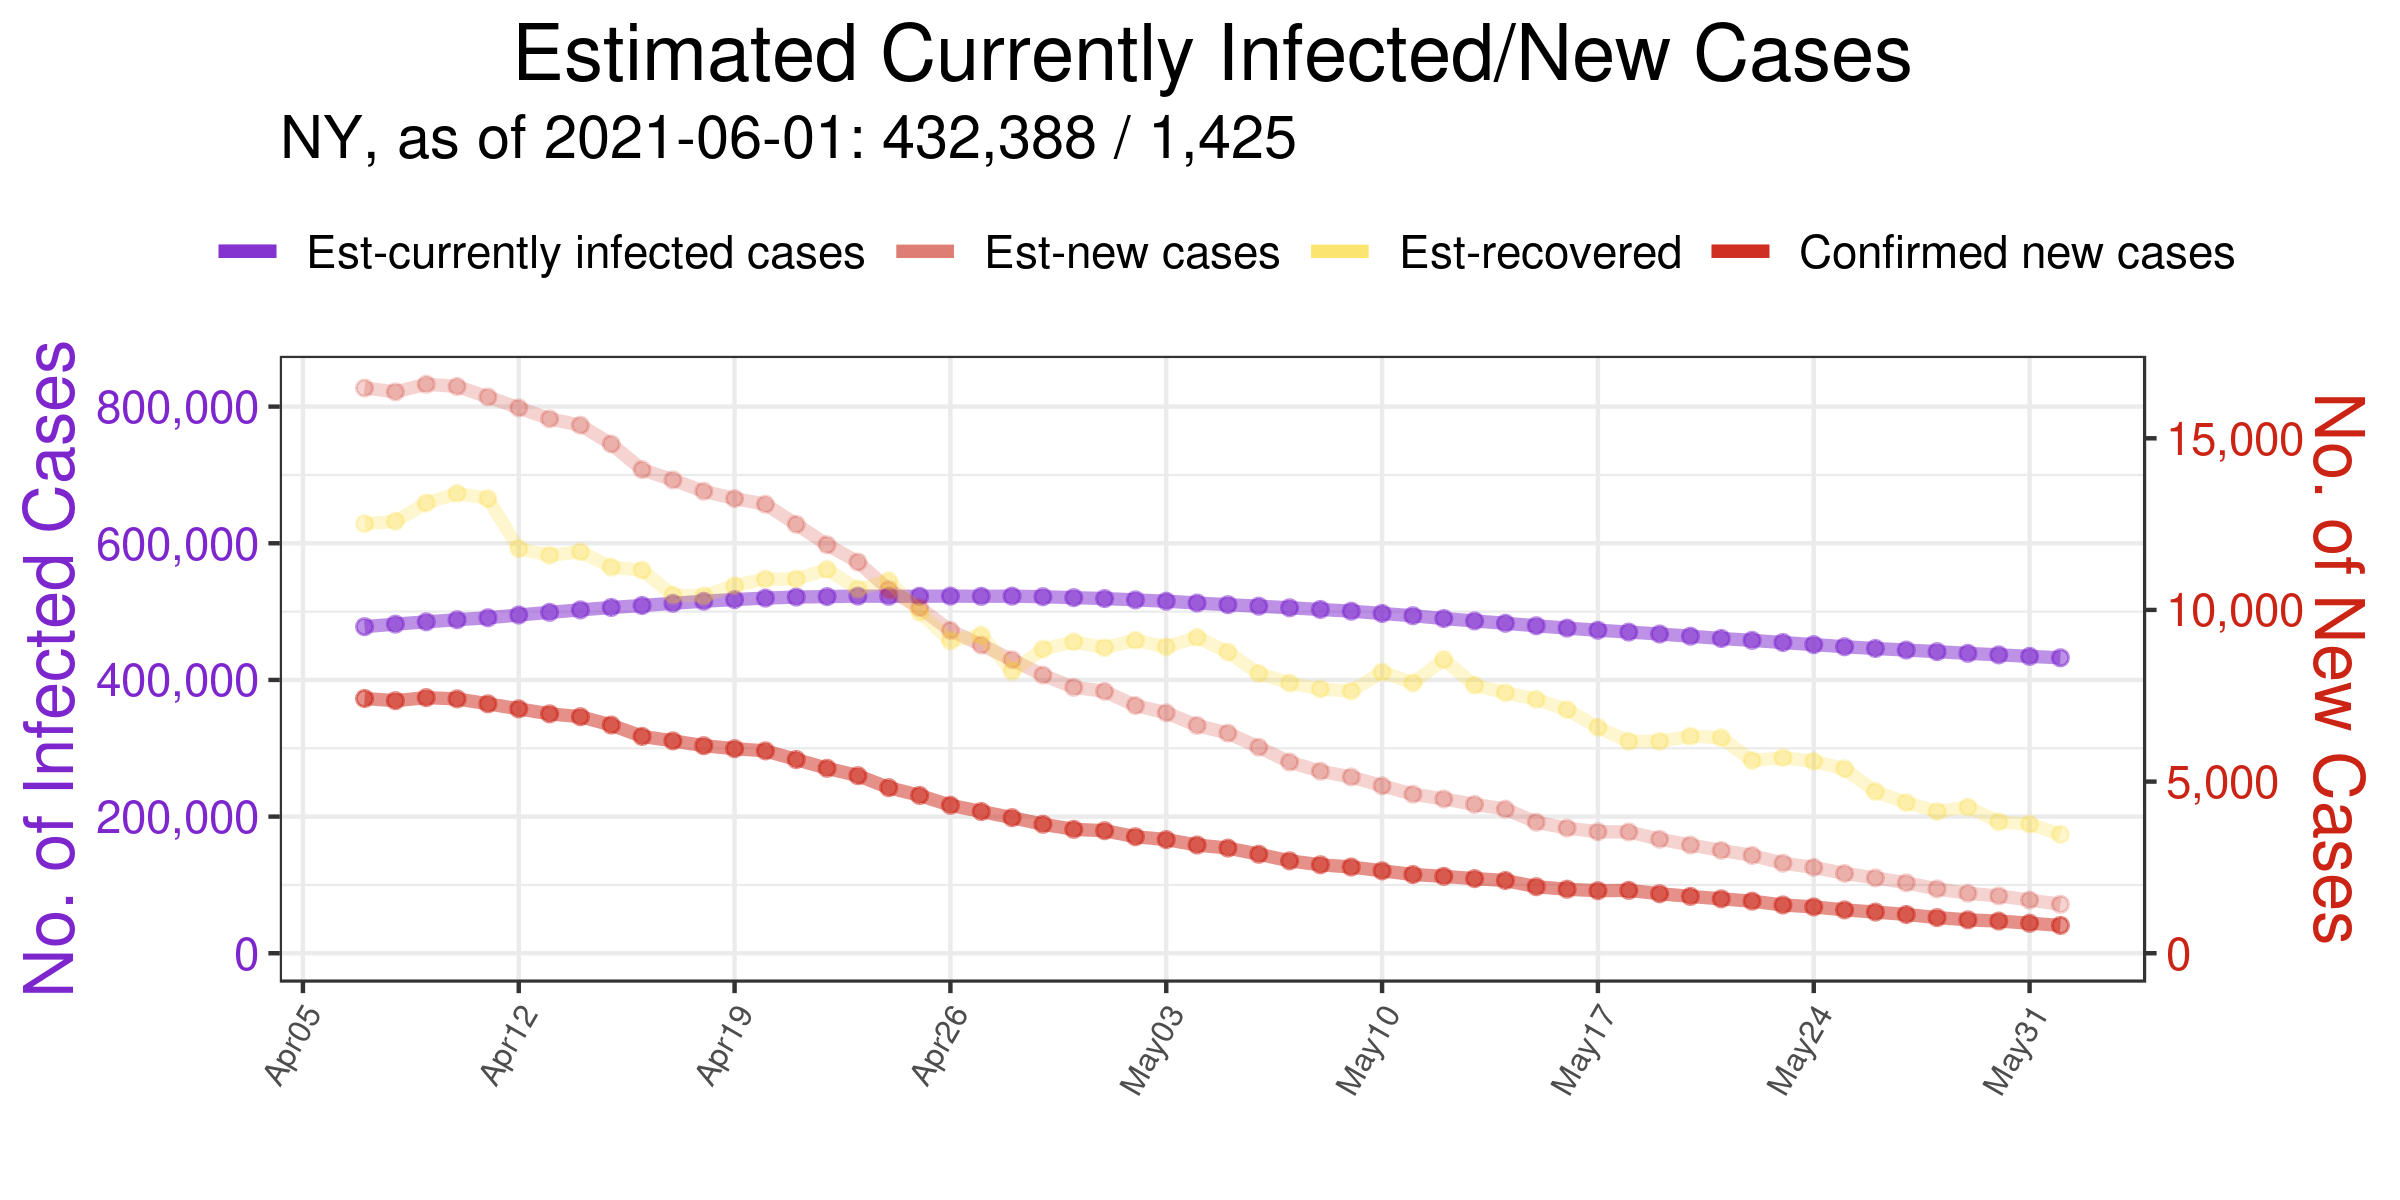 Estimated Currently Infected/New Cases
NY, as of 2021-06-01: 432,388 / 1,425
Est-currently infected cases Est-new cases Est-recovered Confirmed new cases
No. of Infected Cases
800,000
600,000
400,000
200,000
0
15,000
10,000
5,000
0
No. of New Cases
Apr05 Apr12 Apr19 Apr26 May03 May10 May17 May24 May31